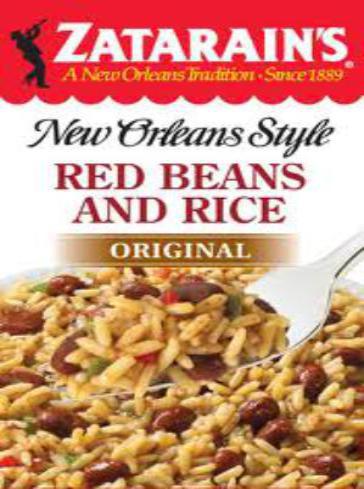 ZATARAIN'S®
A New Orleans Tradition · Since 1889
New Orleans Style
RED BEANS
AND RICE
ORIGINAL